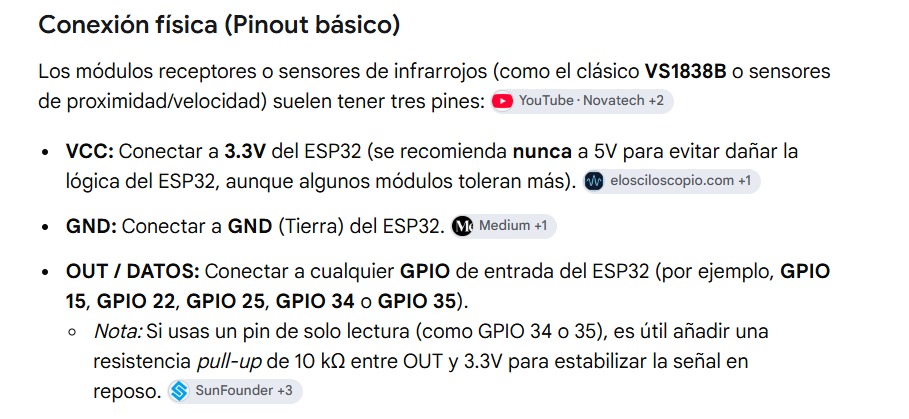 Conexión física (Pinout básico)
Los módulos receptores o sensores de infrarrojos (como el clásico VS1838B o sensores
de proximidad/velocidad) suelen tener tres pines: YouTube · Novatech +2
• VCC: Conectar a 3.3V del ESP32 (se recomienda nunca a 5V para evitar dañar la
lógica del ESP32, aunque algunos módulos toleran más). elosciloscopio.com +1
• GND: Conectar a GND (Tierra) del ESP32. Medium +1
• OUT / DATOS: Conectar a cualquier GPIO de entrada del ESP32 (por ejemplo, GPIO
15, GPIO 22, GPIO 25, GPIO 34 o GPIO 35).
◦ Nota: Si usas un pin de solo lectura (como GPIO 34 o 35), es útil añadir una
resistencia pull-up de 10 kΩ entre OUT y 3.3V para estabilizar la señal en
reposo. SunFounder +3